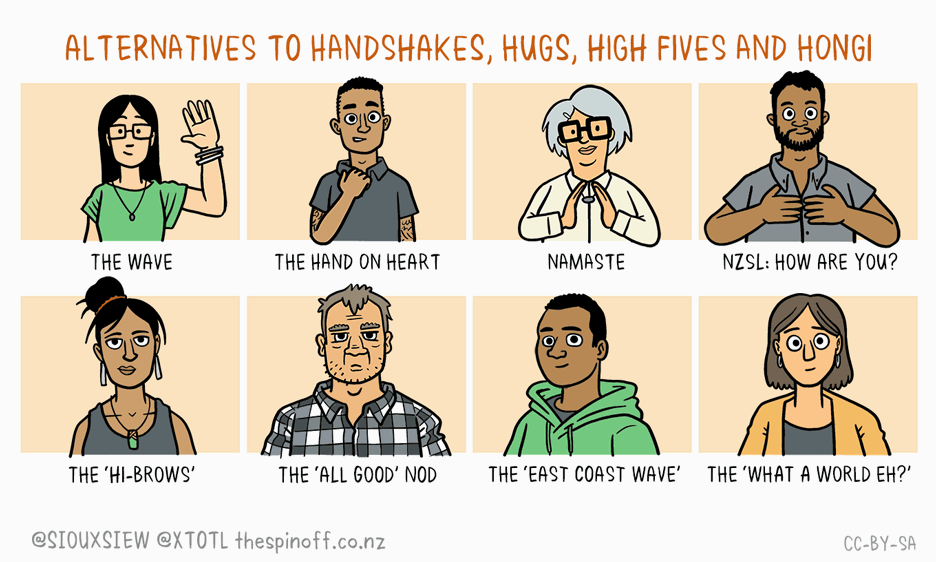 ALTERNATIVES TO HANDSHAKES, HUGS, HIGH FIVES AND HONGI
THE WAVE
THE HAND ON HEART
NAMASTE
NZSL: HOW ARE YOU?
THE 'HI-BROWS'
THE 'ALL GOOD' NOD
THE 'EAST COAST WAVE'
THE 'WHAT A WORLD EH?'
@SIOUXSIEW @XTOTL thespinoff.co.nz
CC-BY-SA